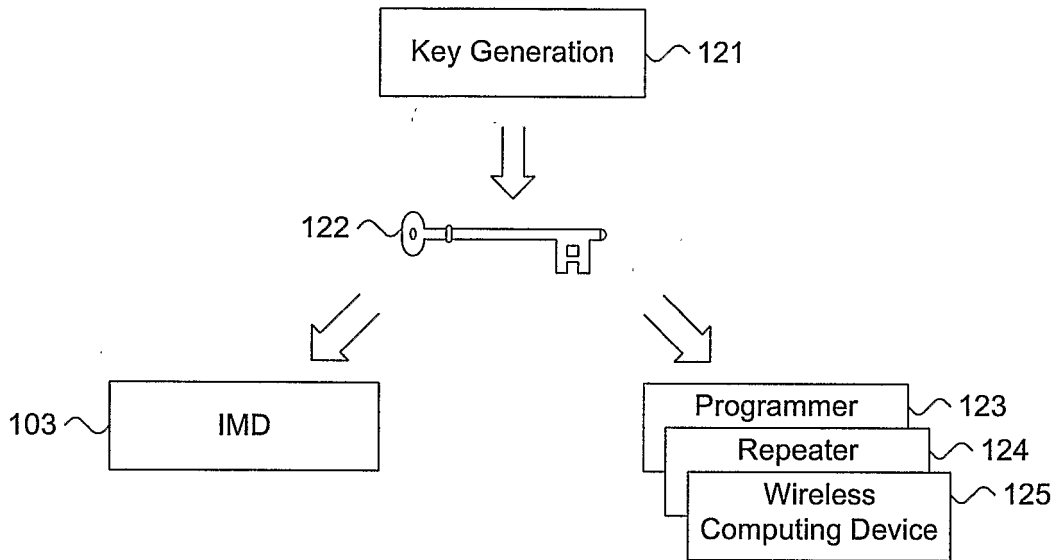 Key Generation
121
122
103
IMD
Programmer
123
Repeater
124
Wireless
Computing Device
125